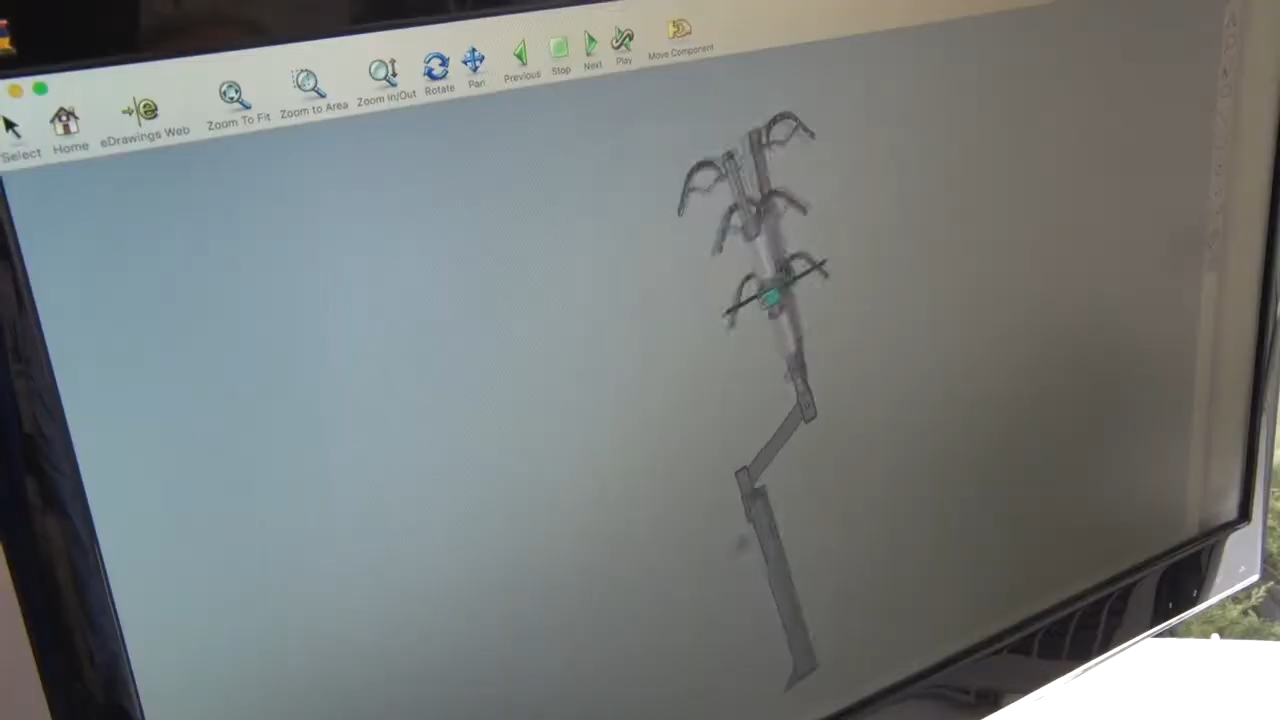 Select
Home
eDrawings Web
Zoom To Fit
Zoom to Area
Zoom In/Out
Rotate
Pan
Previous
Stop
Next
Play
Move Component